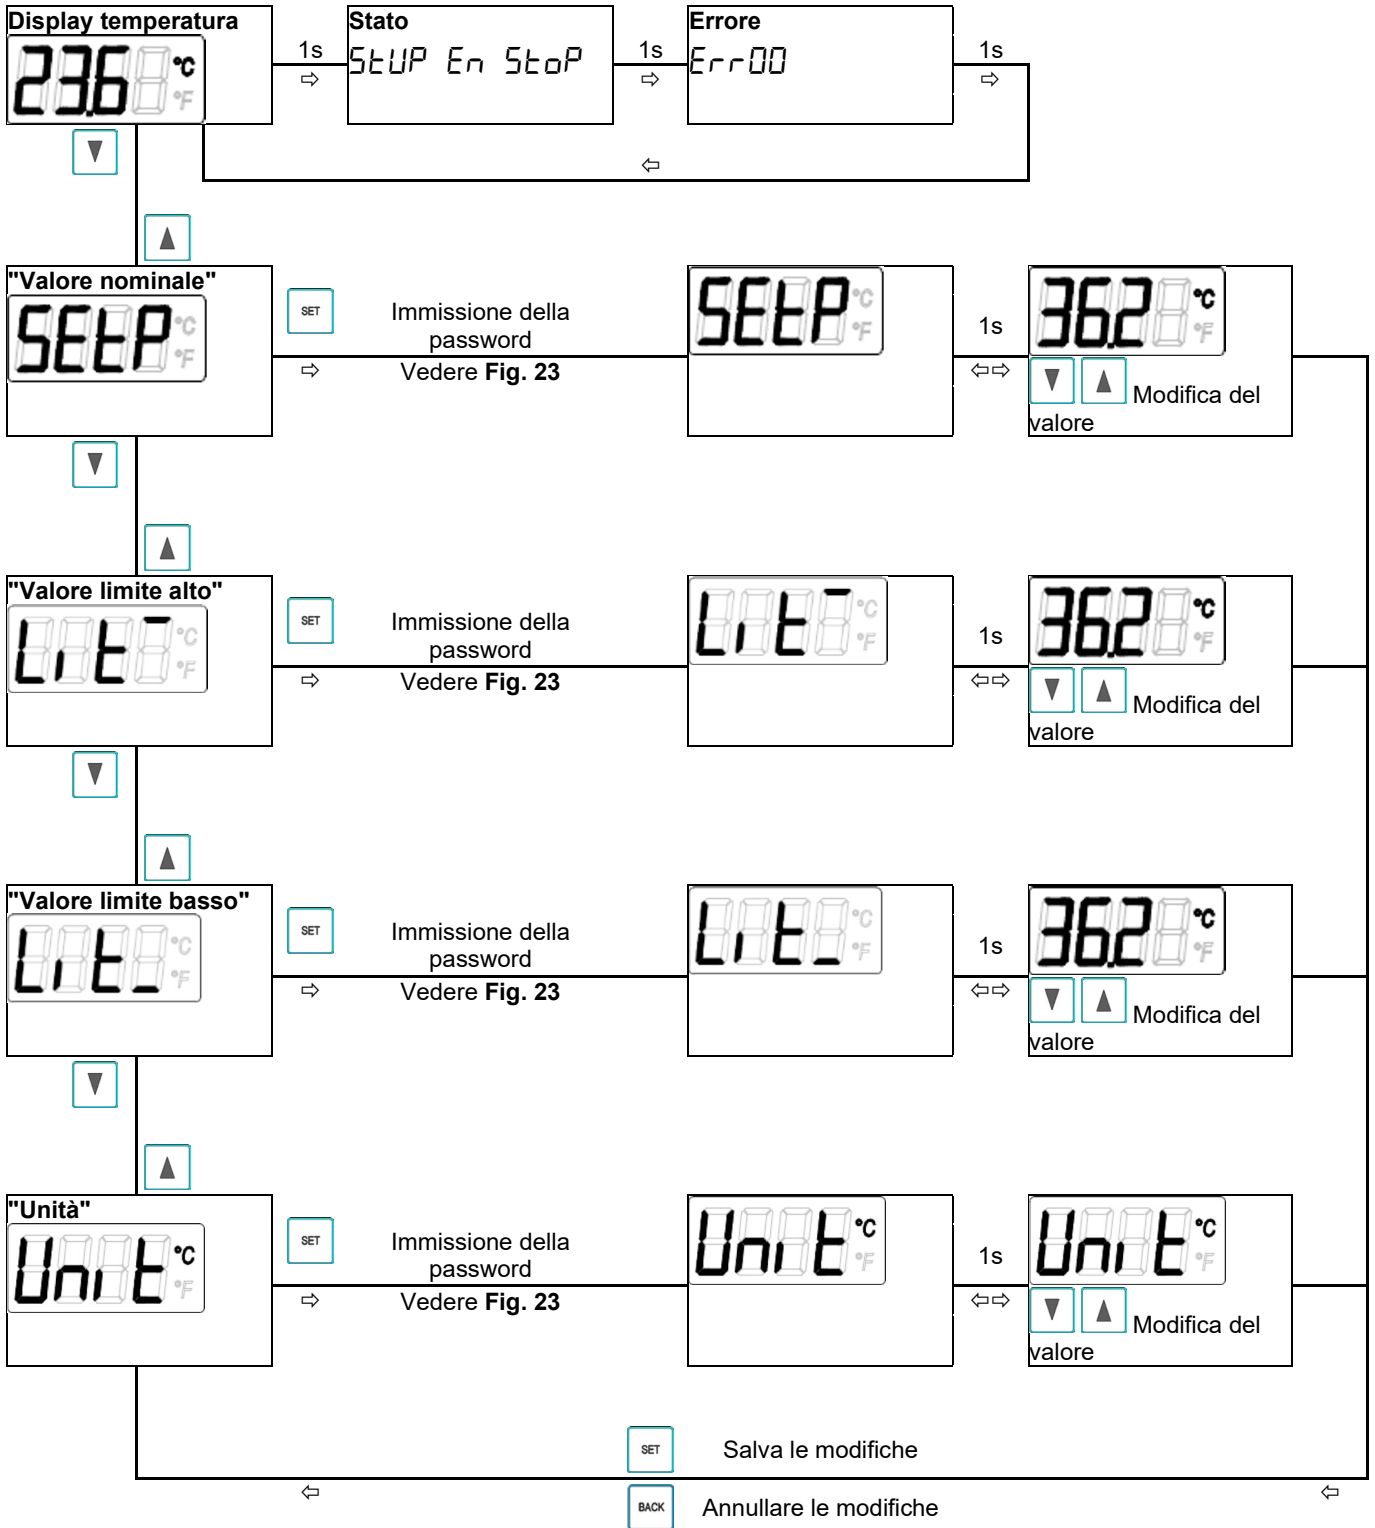 Display temperatura
23.6 °C
°F
1s
⇨
Stato
StUP En StoP
1s
⇨
Errore
Err00
1s
⇨
⇦
"Valore nominale"
SEtP °C
°F
SET
Immissione della
password
⇨
Vedere Fig. 23
SEtP °C
°F
1s
⇦⇨
36.2 °C
°F
Modifica del
valore
"Valore limite alto"
Lit¯ °C
°F
SET
Immissione della
password
⇨
Vedere Fig. 23
Lit¯ °C
°F
1s
⇦⇨
36.2 °C
°F
Modifica del
valore
"Valore limite basso"
Lit_ °C
°F
SET
Immissione della
password
⇨
Vedere Fig. 23
Lit_ °C
°F
1s
⇦⇨
36.2 °C
°F
Modifica del
valore
"Unità"
Unit °C
°F
SET
Immissione della
password
⇨
Vedere Fig. 23
Unit °C
°F
1s
⇦⇨
Unit °C
°F
Modifica del
valore
SET
Salva le modifiche
⇦
⇦
BACK
Annullare le modifiche